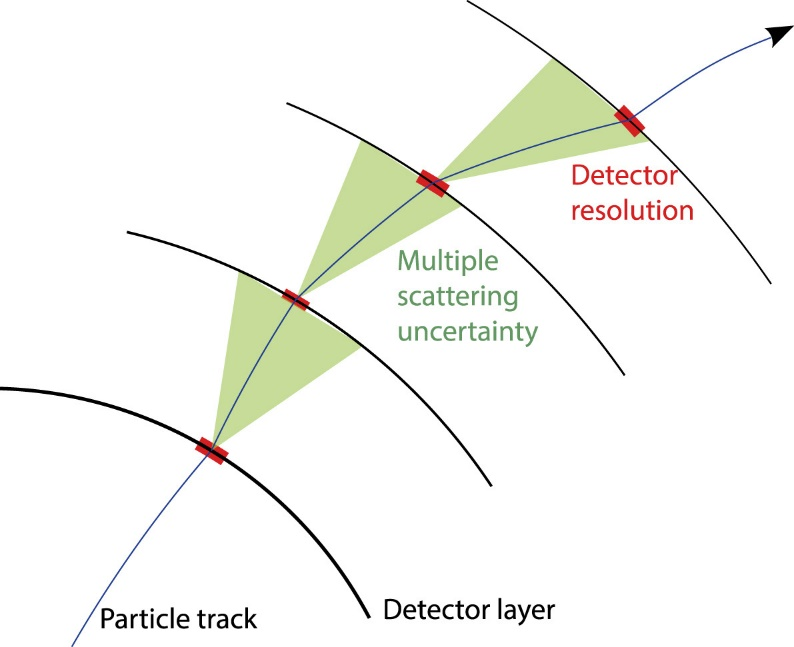 Detector
resolution
Multiple
scattering
uncertainty
Particle track
Detector layer